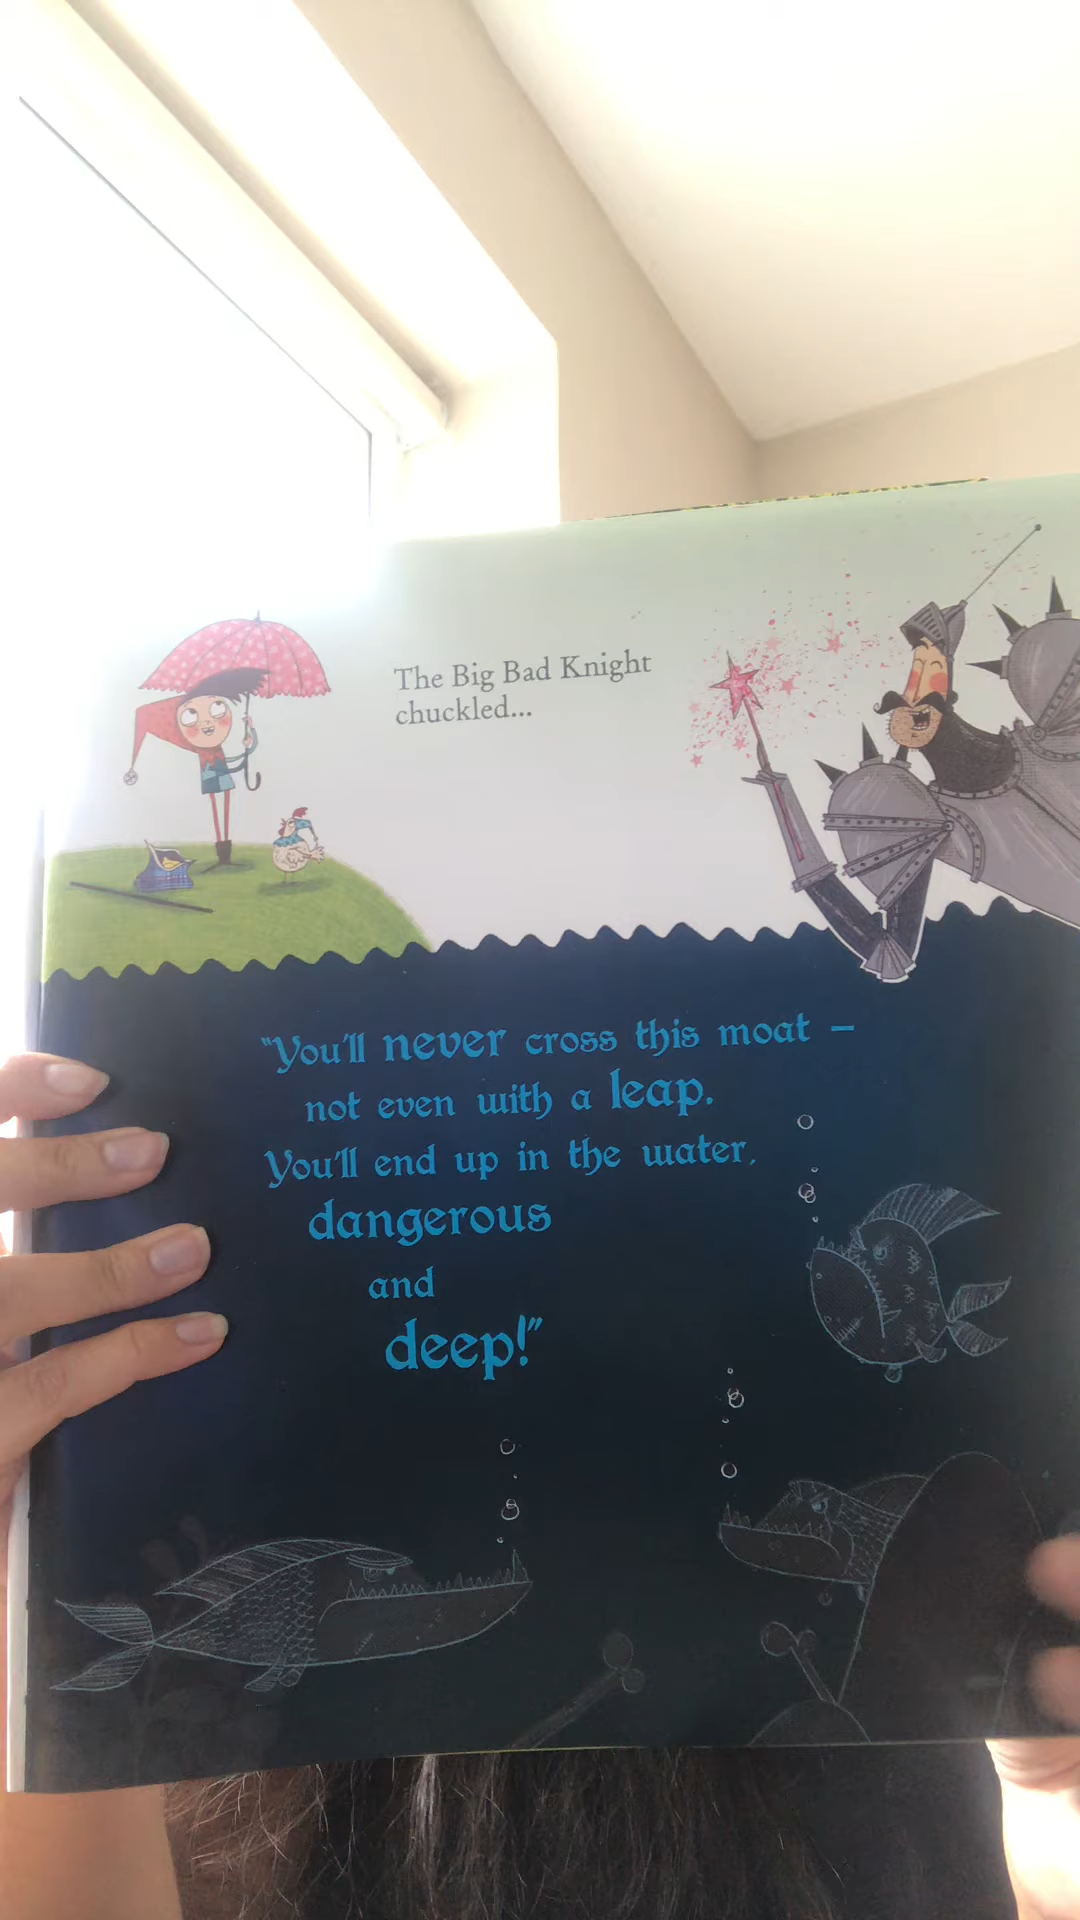 The Big Bad Knight
chuckled...
"You'll never cross this moat –
not even with a leap.
You'll end up in the water,
dangerous
and
deep!"